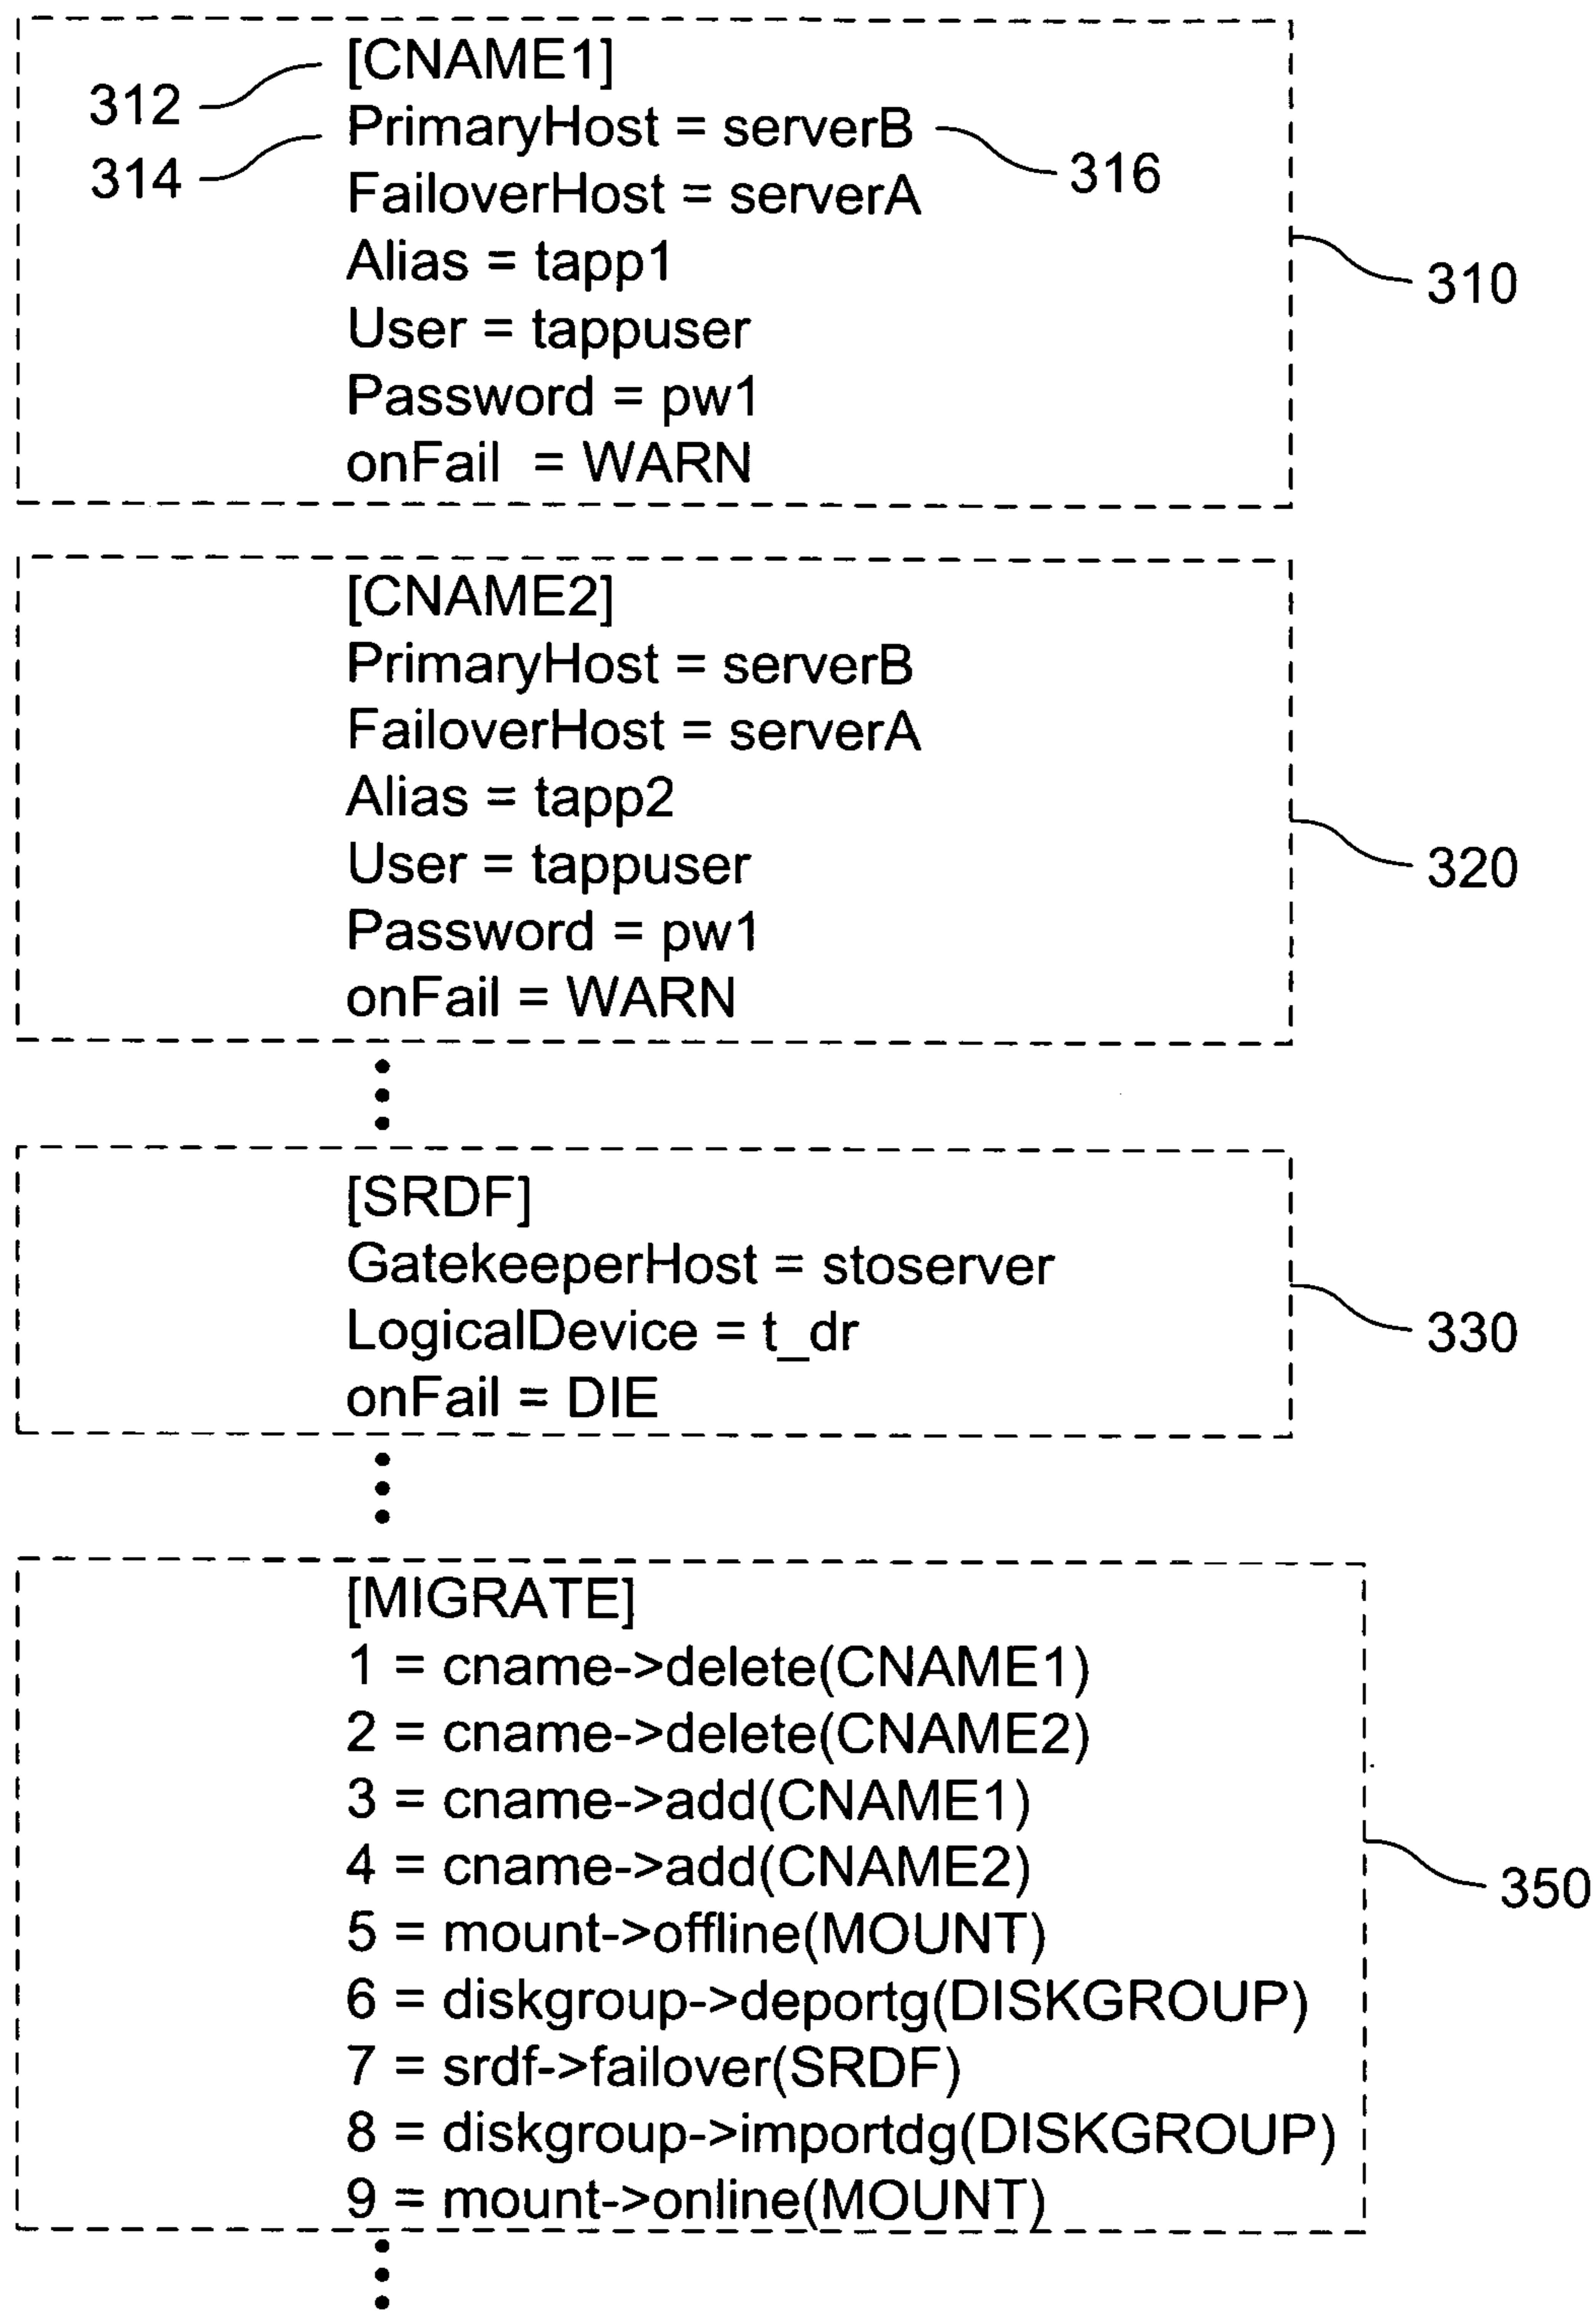 [CNAME1]
312
PrimaryHost = serverB
314
316
FailoverHost = serverA
Alias = tapp1
310
User = tappuser
Password = pw1
onFail  = WARN
[CNAME2]
PrimaryHost = serverB
FailoverHost = serverA
Alias = tapp2
User = tappuser
320
Password = pw1
onFail = WARN
[SRDF]
GatekeeperHost = stoserver
LogicalDevice = t_dr
330
onFail = DIE
[MIGRATE]
1 = cname->delete(CNAME1)
2 = cname->delete(CNAME2)
3 = cname->add(CNAME1)
4 = cname->add(CNAME2)
350
5 = mount->offline(MOUNT)
6 = diskgroup->deportg(DISKGROUP)
7 = srdf->failover(SRDF)
8 = diskgroup->importdg(DISKGROUP)
9 = mount->online(MOUNT)